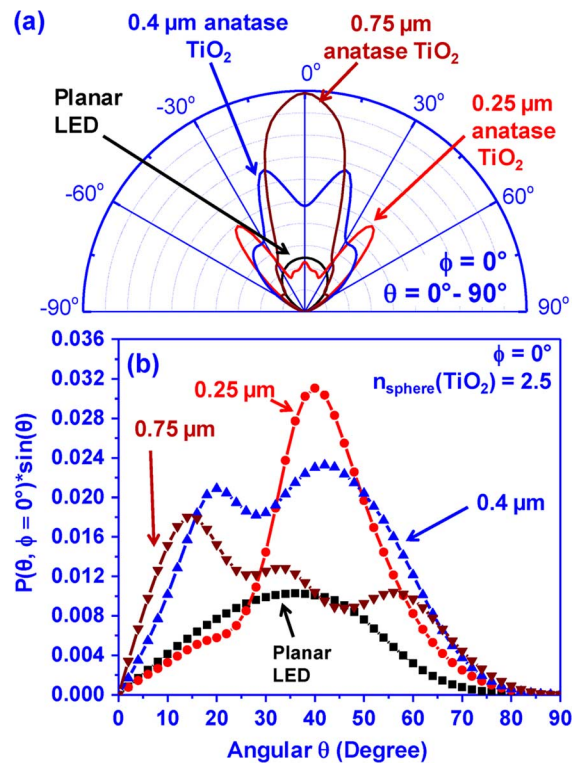 (a)
0.4 μm
anatase
TiO2
0.75 μm
anatase TiO2
0°
Planar
LED
-30°
30°
0.25 μm
anatase
TiO2
-60°
60°
ϕ = 0°
θ = 0°- 90°
-90°
90°
(b)
0.036
0.032
0.028
0.024
0.020
0.016
0.012
0.008
0.004
0.000
P(θ, ϕ = 0°)*sin(θ)
ϕ = 0°
nsphere(TiO2) = 2.5
0.25 μm
0.75 μm
0.4 μm
Planar
LED
0 10 20 30 40 50 60 70 80 90
Angular θ (Degree)